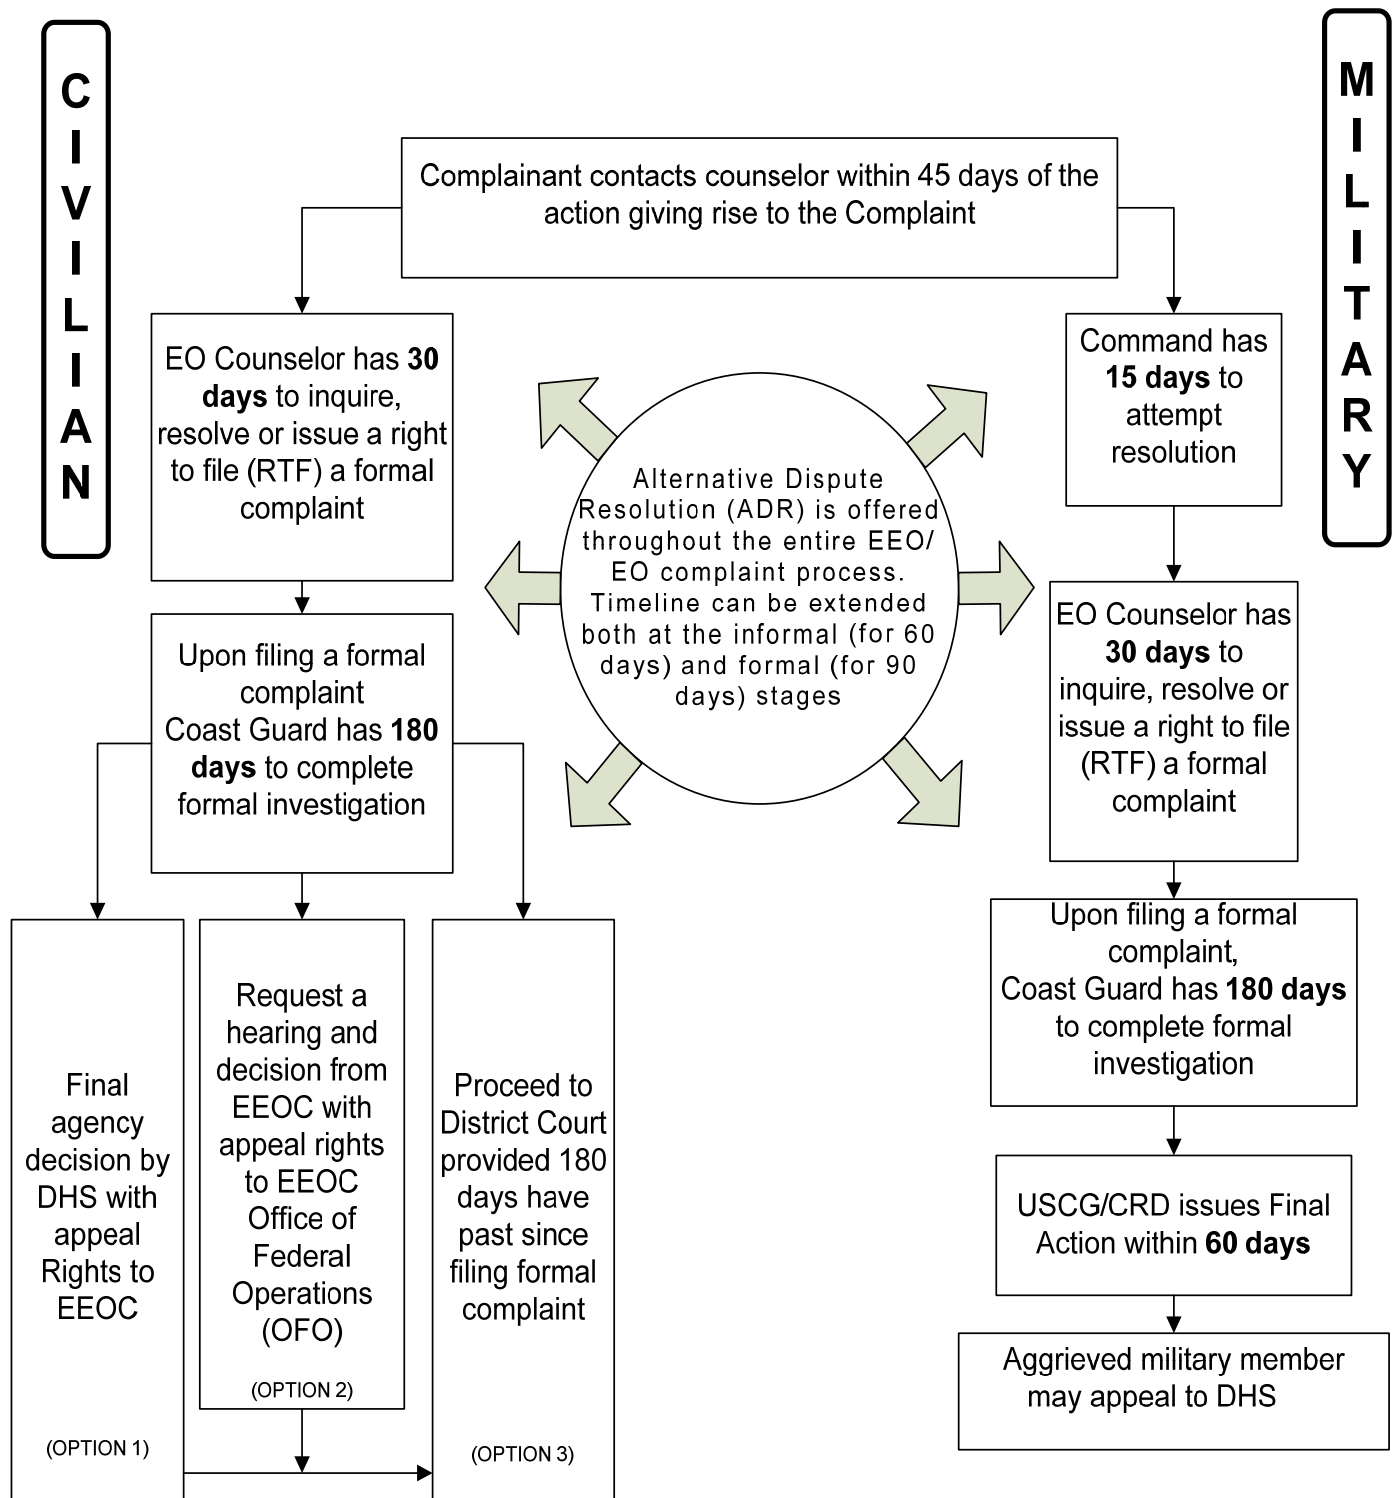 CIVILIAN
MILITARY
Complainant contacts counselor within 45 days of the
action giving rise to the Complaint
EO Counselor has 30
days to inquire,
resolve or issue a right
to file (RTF) a formal
complaint
Upon filing a formal
complaint
Coast Guard has 180
days to complete
formal investigation
Final
agency
decision by
DHS with
appeal
Rights to
EEOC
(OPTION 1)
Request a
hearing and
decision from
EEOC with
appeal rights
to EEOC
Office of
Federal
Operations
(OFO)
(OPTION 2)
Proceed to
District Court
provided 180
days have
past since
filing formal
complaint
(OPTION 3)
Alternative Dispute
Resolution (ADR) is offered
throughout the entire EEO/
EO complaint process.
Timeline can be extended
both at the informal (for 60
days) and formal (for 90
days) stages
Command has
15 days to
attempt
resolution
EO Counselor has
30 days to
inquire, resolve or
issue a right to file
(RTF) a formal
complaint
Upon filing a formal
complaint,
Coast Guard has 180 days
to complete formal
investigation
USCG/CRD issues Final
Action within 60 days
Aggrieved military member
may appeal to DHS